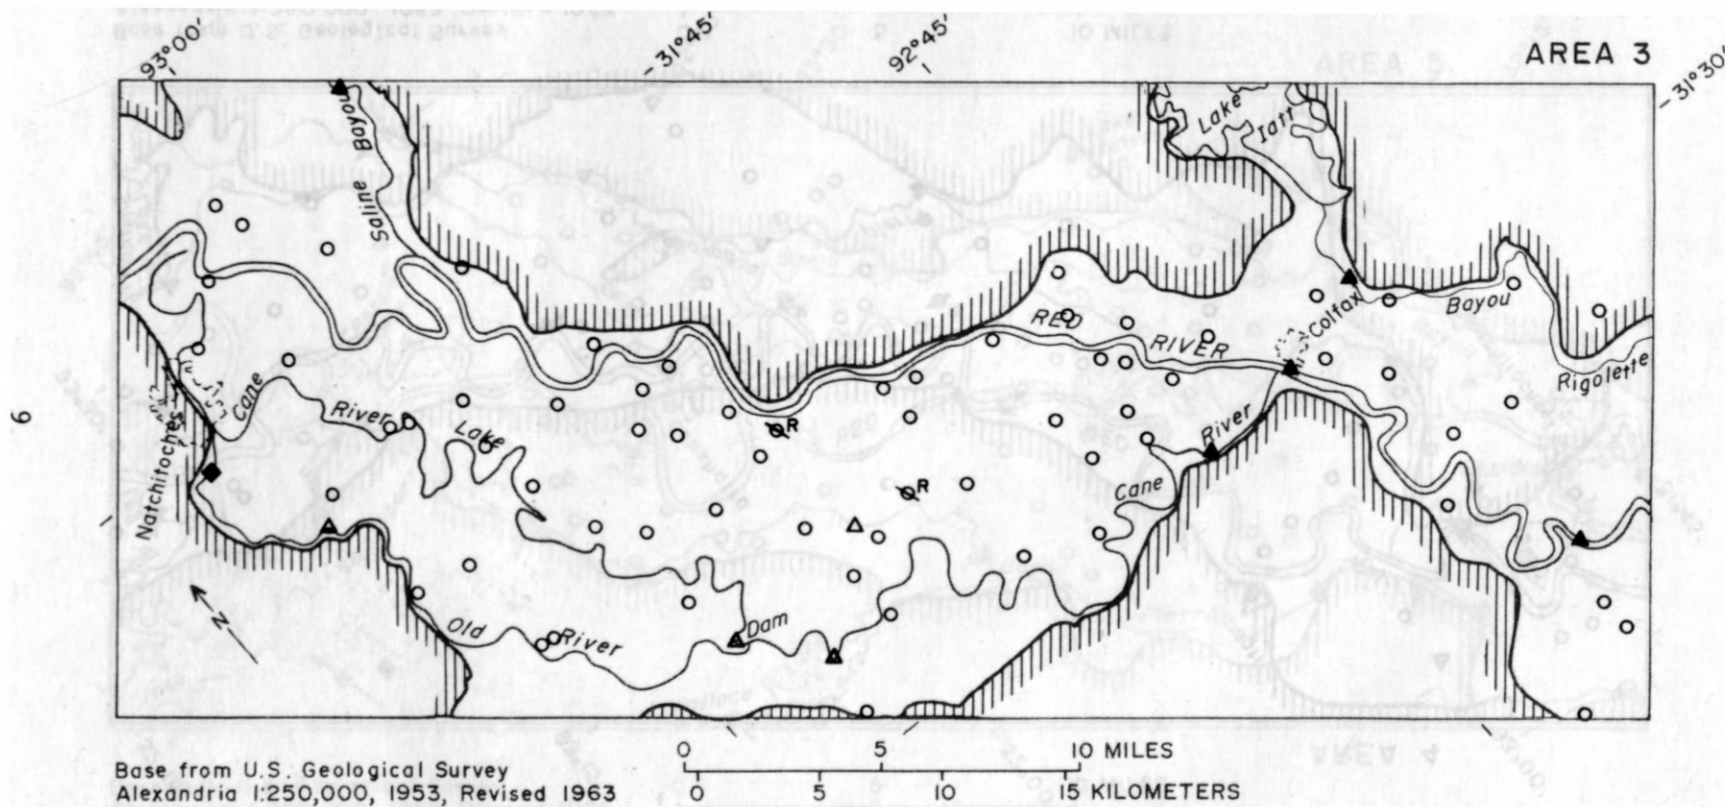 AREA 3
93°00'
31°45'
92°45'
31°30'
Saline Bayou
Lake
Iatt
RED
RIVER
Colfax
Bayou
Rigolette
Natchitoches
Cane
River
Lake
R
R
River
Cane
N
Old
River
Dam
9
0 5 10 MILES
0 5 10 15 KILOMETERS
Base from U.S. Geological Survey
Alexandria 1:250,000, 1953, Revised 1963